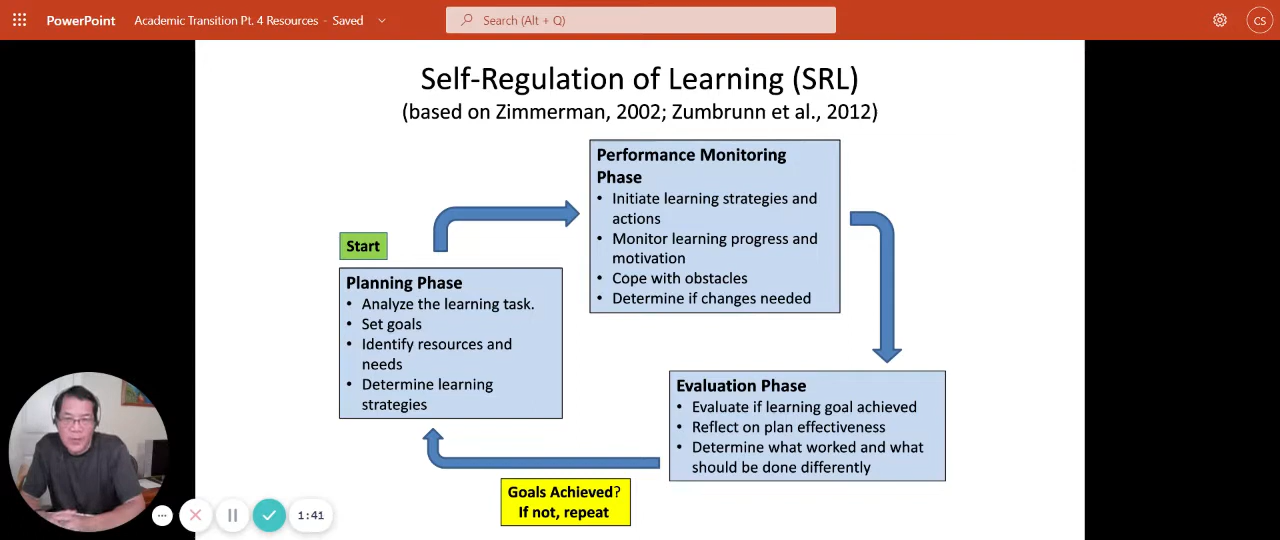 PowerPoint
Academic Transition Pt. 4 Resources - Saved
Search (Alt + Q)
CS
Self-Regulation of Learning (SRL)
(based on Zimmerman, 2002; Zumbrunn et al., 2012)
Start
Planning Phase
• Analyze the learning task.
• Set goals
• Identify resources and
needs
• Determine learning
strategies
Performance Monitoring
Phase
• Initiate learning strategies and
actions
• Monitor learning progress and
motivation
• Cope with obstacles
• Determine if changes needed
Evaluation Phase
• Evaluate if learning goal achieved
• Reflect on plan effectiveness
• Determine what worked and what
should be done differently
Goals Achieved?
If not, repeat
1:41